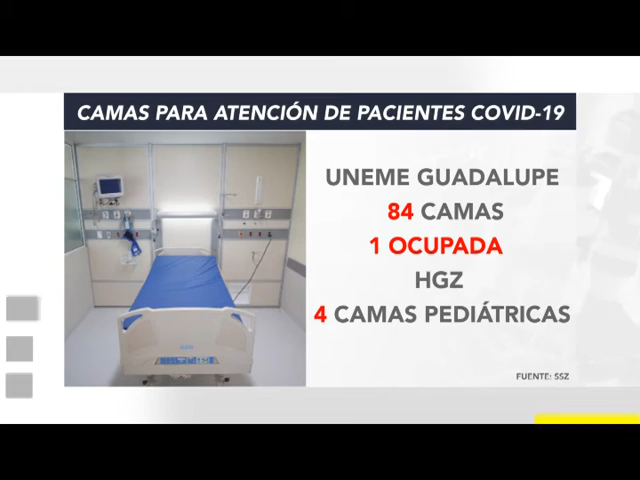 CAMAS PARA ATENCIÓN DE PACIENTES COVID-19
UNEME GUADALUPE
84 CAMAS
1 OCUPADA
HGZ
4 CAMAS PEDIÁTRICAS
FUENTE: SSZ